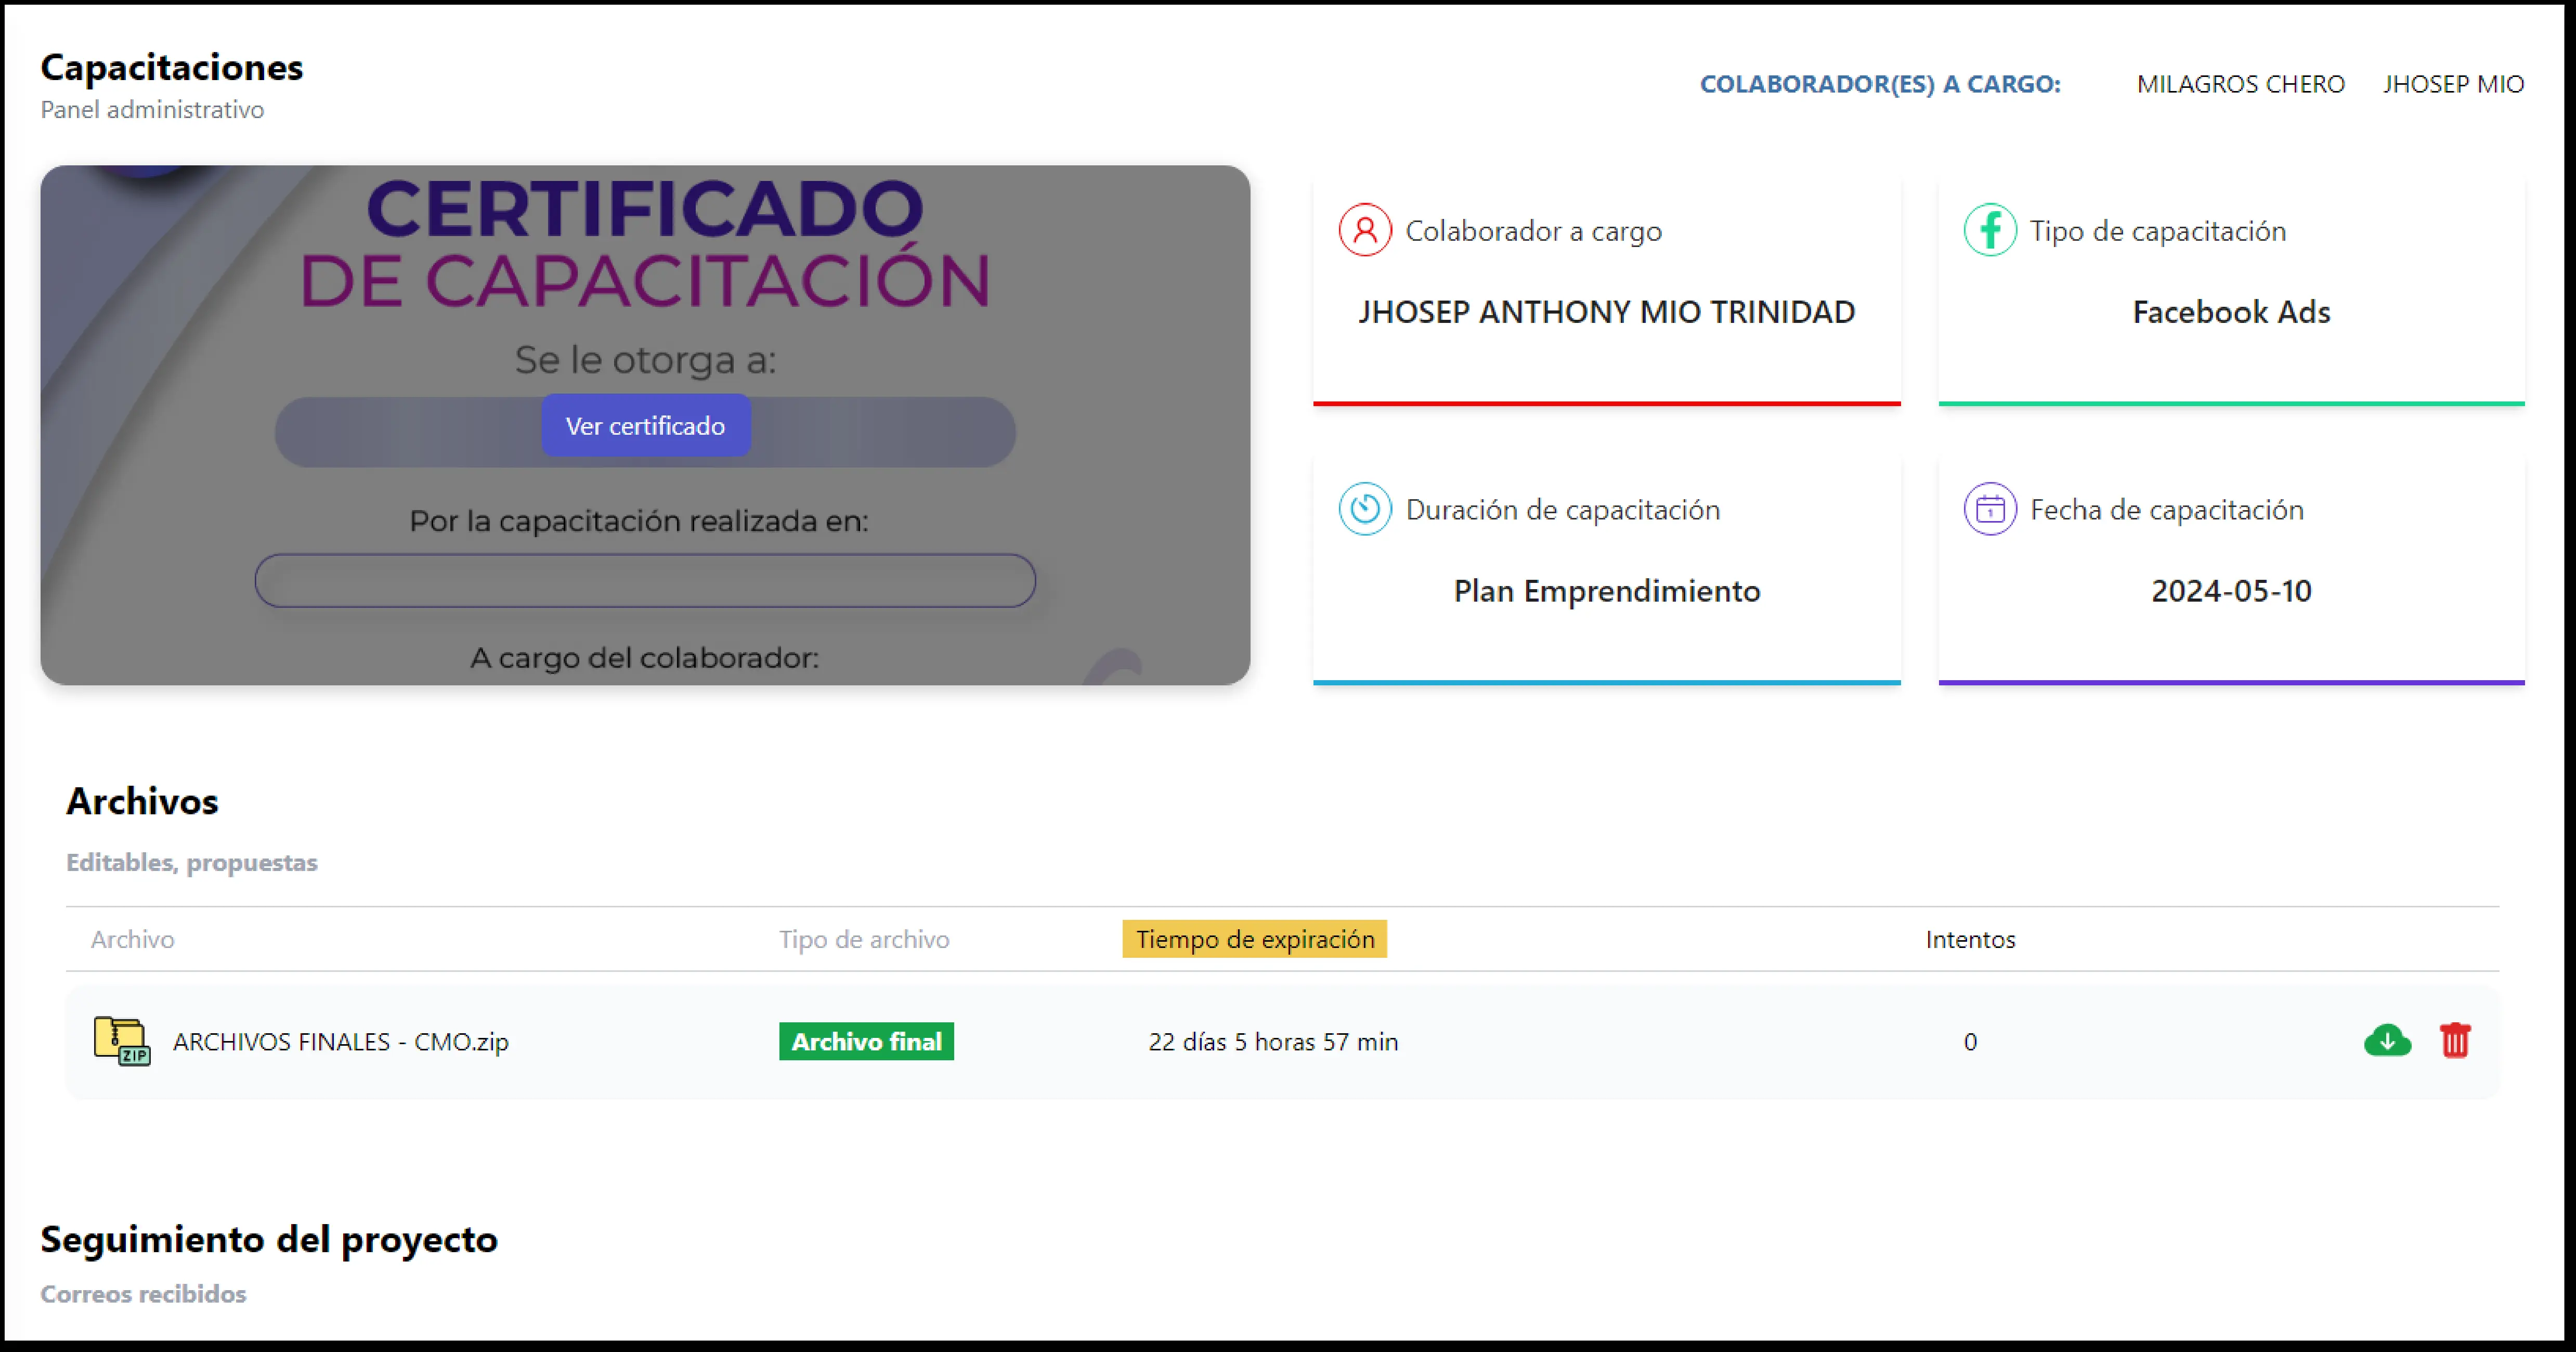 Capacitaciones
Panel administrativo
COLABORADOR(ES) A CARGO: MILAGROS CHERO JHOSEP MIO
CERTIFICADO
DE CAPACITACIÓN
Se le otorga a:
Ver certificado
Por la capacitación realizada en:
A cargo del colaborador:
Colaborador a cargo
JHOSEP ANTHONY MIO TRINIDAD
Tipo de capacitación
Facebook Ads
Duración de capacitación
Plan Emprendimiento
1
Fecha de capacitación
2024-05-10
Archivos
Editables, propuestas
Archivo Tipo de archivo Tiempo de expiración Intentos
ZIP ARCHIVOS FINALES - CMO.zip Archivo final 22 días 5 horas 57 min 0
Seguimiento del proyecto
Correos recibidos